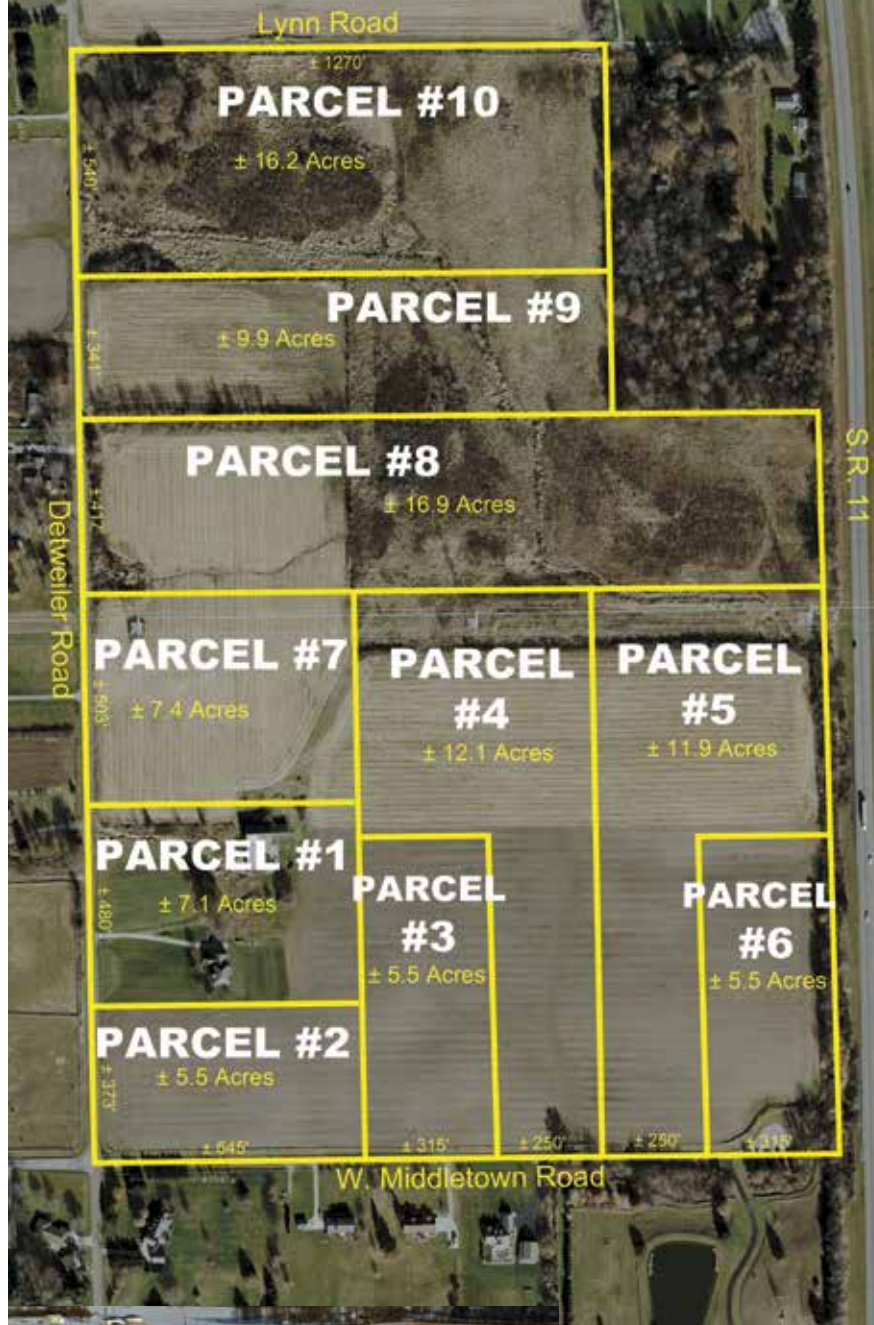 Lynn Road
± 1270'
PARCEL #10
± 540'
± 16.2 Acres
PARCEL #9
± 341'
± 9.9 Acres
PARCEL #8
± 417'
± 16.9 Acres
S.R. 11
Detweiler Road
PARCEL #7
± 503'
± 7.4 Acres
PARCEL
#4
± 12.1 Acres
PARCEL
#5
± 11.9 Acres
PARCEL #1
± 480'
± 7.1 Acres
PARCEL
#3
± 5.5 Acres
PARCEL
#6
± 5.5 Acres
PARCEL #2
± 373'
± 5.5 Acres
± 645'
± 315'
± 250'
± 250'
± 315'
W. Middletown Road